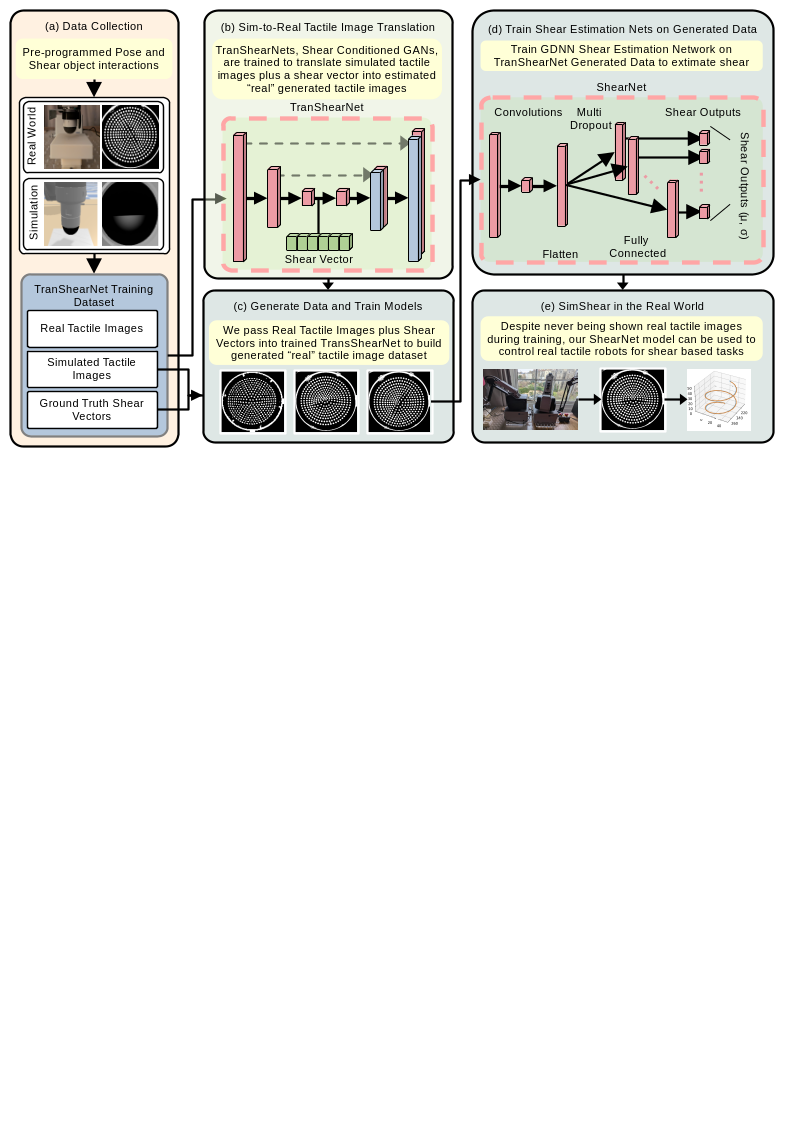 (a) Data Collection
Pre-programmed Pose and
Shear object interactions
Real World
Simulation
TranShearNet Training
Dataset
Real Tactile Images
Simulated Tactile
Images
Ground Truth Shear
Vectors
(b) Sim-to-Real Tactile Image Translation
TranShearNets, Shear Conditioned GANs,
are trained to translate simulated tactile
images plus a shear vector into estimated
“real” generated tactile images
TranShearNet
Shear Vector
(c) Generate Data and Train Models
We pass Real Tactile Images plus Shear
Vectors into trained TransShearNet to build
generated “real” tactile image dataset
(d) Train Shear Estimation Nets on Generated Data
Train GDNN Shear Estimation Network on
TranShearNet Generated Data to extimate shear
ShearNet
Convolutions
Multi
Dropout
Shear Outputs
Shear Outputs (μ, σ)
Flatten
Fully
Connected
(e) SimShear in the Real World
Despite never being shown real tactile images
during training, our ShearNet model can be used to
control real tactile robots for shear based tasks